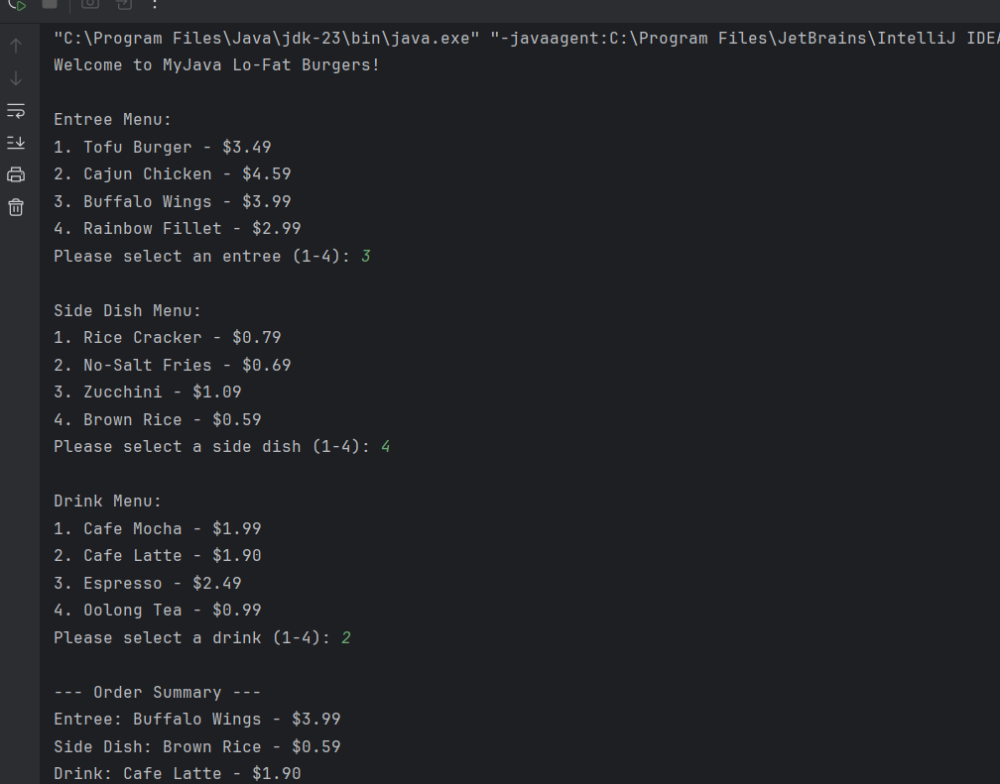 "C:\Program Files\Java\jdk-23\bin\java.exe" "-javaagent:C:\Program Files\JetBrains\IntelliJ IDEA
Welcome to MyJava Lo-Fat Burgers!

Entree Menu:
1. Tofu Burger - $3.49
2. Cajun Chicken - $4.59
3. Buffalo Wings - $3.99
4. Rainbow Fillet - $2.99
Please select an entree (1-4): 3

Side Dish Menu:
1. Rice Cracker - $0.79
2. No-Salt Fries - $0.69
3. Zucchini - $1.09
4. Brown Rice - $0.59
Please select a side dish (1-4): 4

Drink Menu:
1. Cafe Mocha - $1.99
2. Cafe Latte - $1.90
3. Espresso - $2.49
4. Oolong Tea - $0.99
Please select a drink (1-4): 2

--- Order Summary ---
Entree: Buffalo Wings - $3.99
Side Dish: Brown Rice - $0.59
Drink: Cafe Latte - $1.90